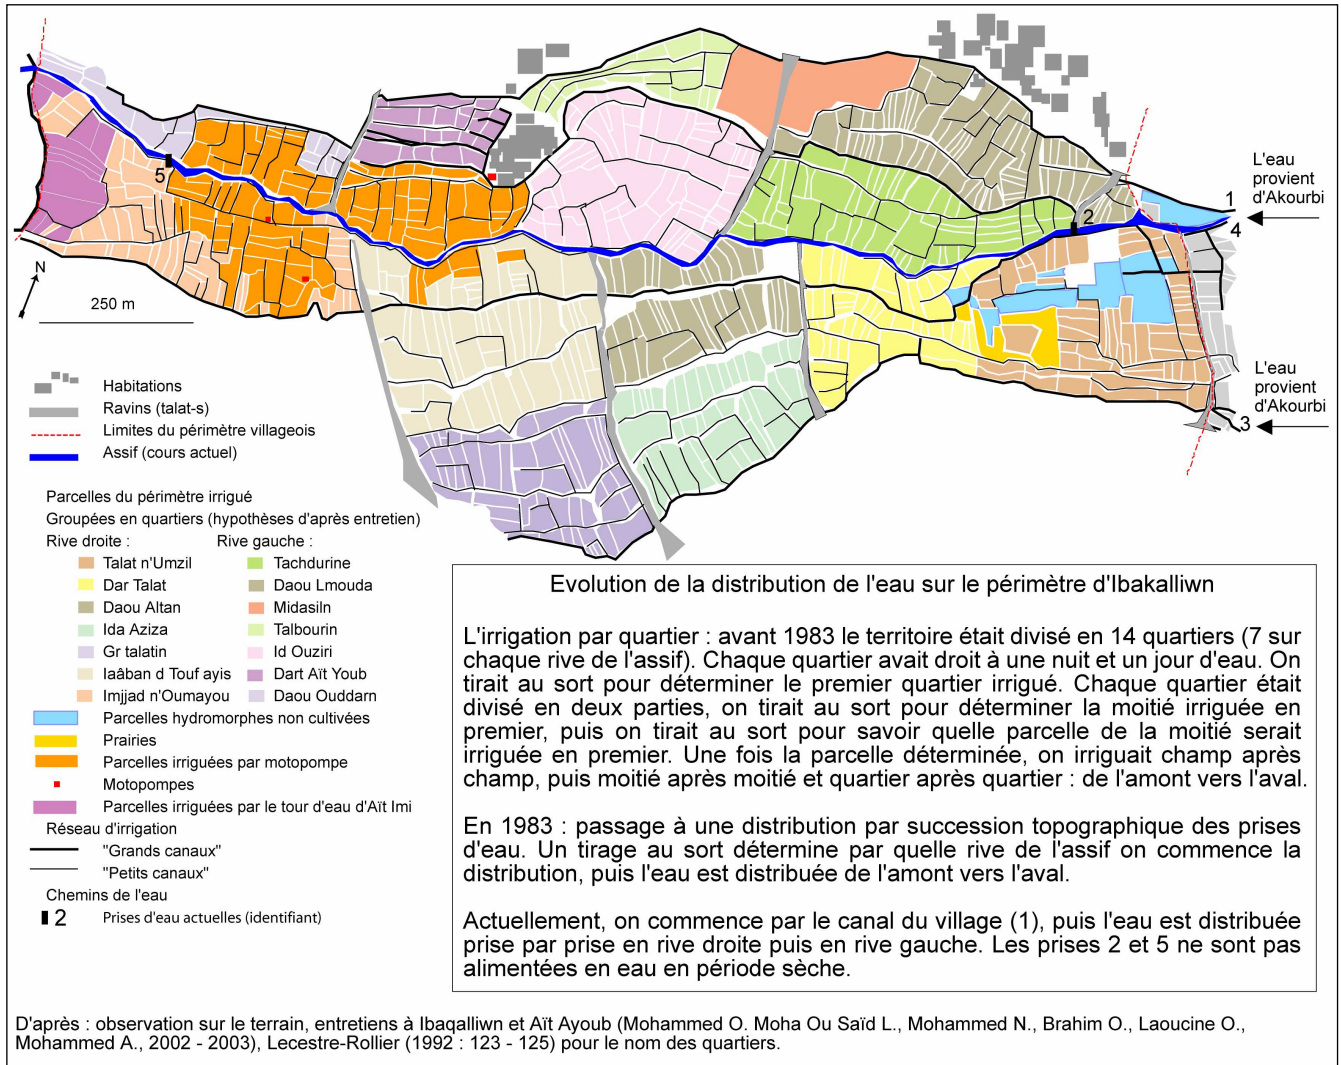 L'eau
provient
d'Akourbi
1
4
2
5
N
250 m
L'eau
provient
d'Akourbi
3
Habitations
Ravins (talat-s)
Limites du périmètre villageois
Assif (cours actuel)
Parcelles du périmètre irrigué
Groupées en quartiers (hypothèses d'après entretien)
Rive droite : Rive gauche :
Talat n'Umzil Tachdurine
Dar Talat Daou Lmouda
Daou Altan Midasiln
Ida Aziza Talbourin
Gr talatin Id Ouziri
Iaâban d Touf ayis Dart Aït Youb
Imjjad n'Oumayou Daou Ouddarn
Parcelles hydromorphes non cultivées
Prairies
Parcelles irriguées par motopompe
Motopompes
Parcelles irriguées par le tour d'eau d'Aït Imi
Réseau d'irrigation
"Grands canaux"
"Petits canaux"
Chemins de l'eau
2 Prises d'eau actuelles (identifiant)
Evolution de la distribution de l'eau sur le périmètre d'Ibakalliwn
L'irrigation par quartier : avant 1983 le territoire était divisé en 14 quartiers (7 sur
chaque rive de l'assif). Chaque quartier avait droit à une nuit et un jour d'eau. On
tirait au sort pour déterminer le premier quartier irrigué. Chaque quartier était
divisé en deux parties, on tirait au sort pour déterminer la moitié irriguée en
premier, puis on tirait au sort pour savoir quelle parcelle de la moitié serait
irriguée en premier. Une fois la parcelle déterminée, on irriguait champ après
champ, puis moitié après moitié et quartier après quartier : de l'amont vers l'aval.
En 1983 : passage à une distribution par succession topographique des prises
d'eau. Un tirage au sort détermine par quelle rive de l'assif on commence la
distribution, puis l'eau est distribuée de l'amont vers l'aval.
Actuellement, on commence par le canal du village (1), puis l'eau est distribuée
prise par prise en rive droite puis en rive gauche. Les prises 2 et 5 ne sont pas
alimentées en eau en période sèche.
D'après : observation sur le terrain, entretiens à Ibaqalliwn et Aït Ayoub (Mohammed O. Moha Ou Saïd L., Mohammed N., Brahim O., Laoucine O.,
Mohammed A., 2002 - 2003), Lecestre-Rollier (1992 : 123 - 125) pour le nom des quartiers.